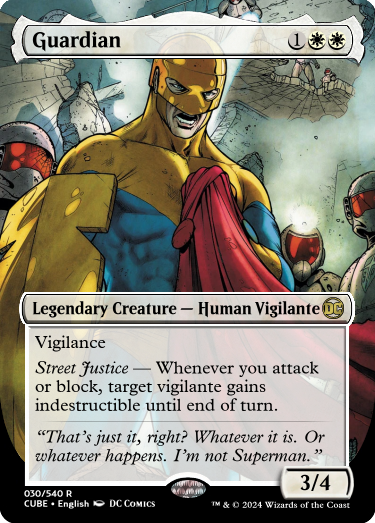 Guardian 1
Legendary Creature — Human Vigilante DC
Vigilance
Street Justice — Whenever you attack
or block, target vigilante gains
indestructible until end of turn.
“That’s just it, right? Whatever it is. Or
whatever happens. I’m not Superman.”
3/4
030/540 R
CUBE • English DC COMICS
™ & © 2024 Wizards of the Coast